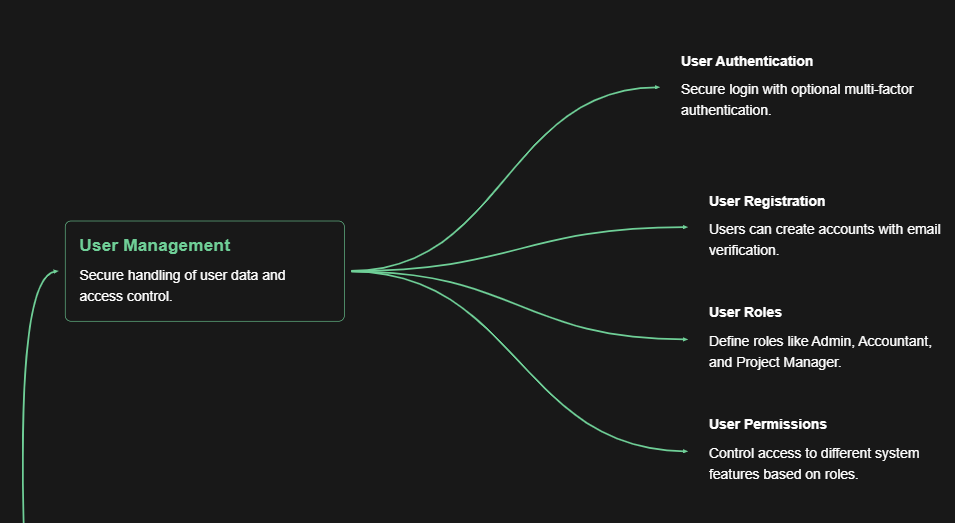 User Management
Secure handling of user data and
access control.
User Authentication
Secure login with optional multi-factor
authentication.
User Registration
Users can create accounts with email
verification.
User Roles
Define roles like Admin, Accountant,
and Project Manager.
User Permissions
Control access to different system
features based on roles.